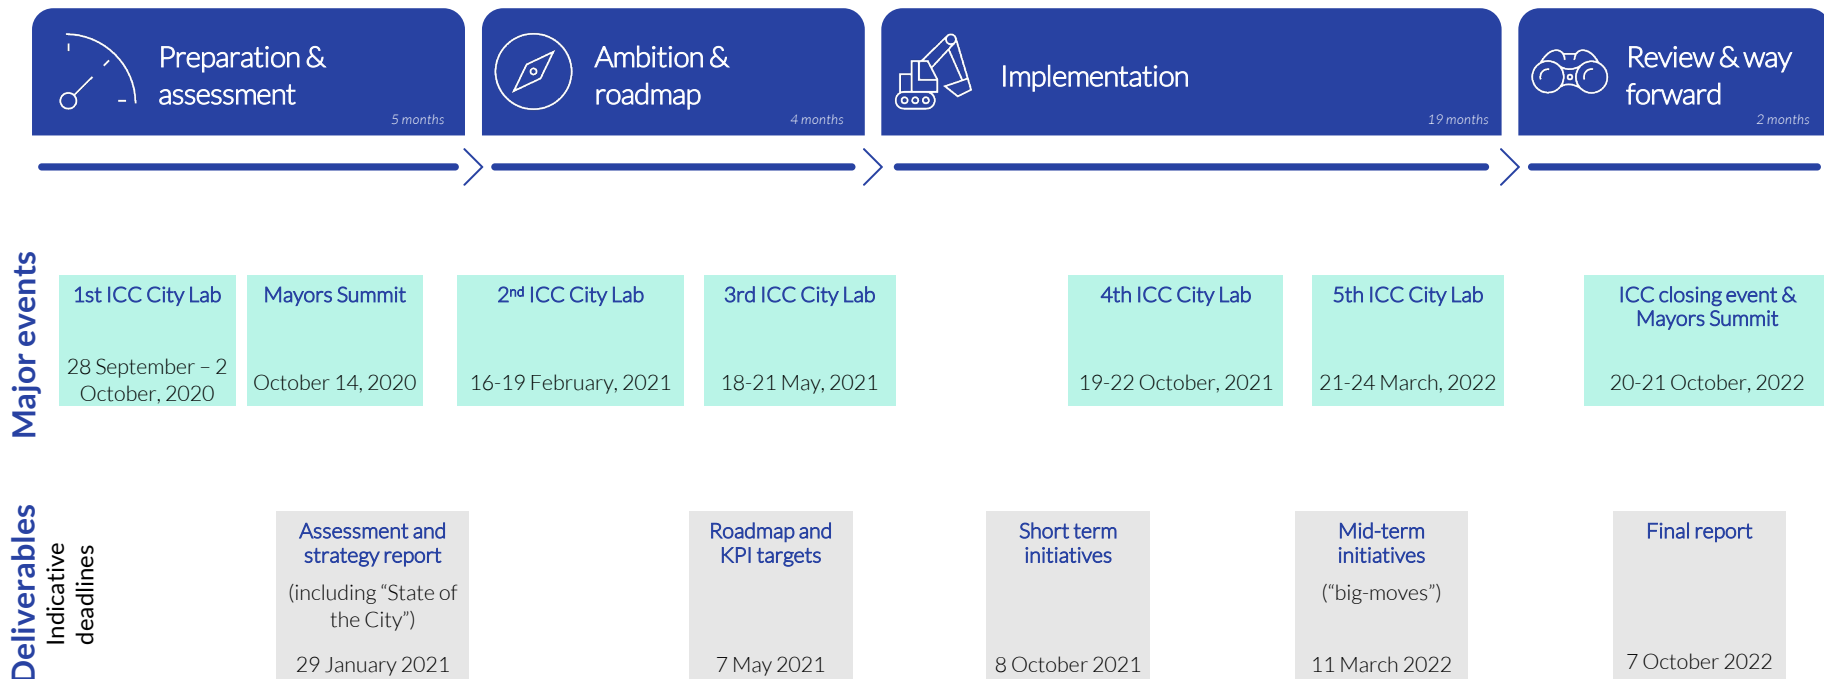 Preparation &
assessment
5 months
Ambition &
roadmap
4 months
Implementation
19 months
Review & way
forward
2 months
Major events
1st ICC City Lab
28 September – 2
October, 2020
Mayors Summit
October 14, 2020
2nd ICC City Lab
16-19 February, 2021
3rd ICC City Lab
18-21 May, 2021
4th ICC City Lab
19-22 October, 2021
5th ICC City Lab
21-24 March, 2022
ICC closing event &
Mayors Summit
20-21 October, 2022
Deliverables
Indicative
deadlines
Assessment and
strategy report
(including “State of
the City”)
29 January 2021
Roadmap and
KPI targets
7 May 2021
Short term
initiatives
8 October 2021
Mid-term
initiatives
(“big-moves”)
11 March 2022
Final report
7 October 2022